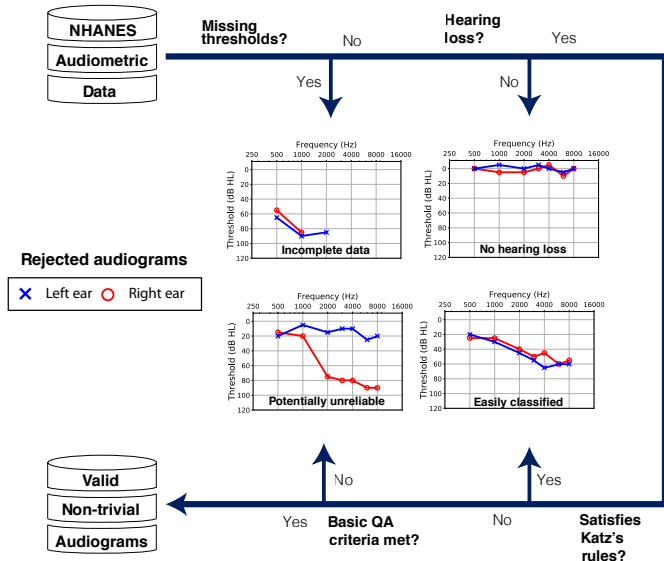 NHANES
Audiometric
Data
Missing
thresholds?
No
Yes
Hearing
loss?
Yes
No
Frequency (Hz)
250 500 1000 2000 4000 8000 16000
Threshold (dB HL)
0
20
40
60
80
100
120
Incomplete data
Frequency (Hz)
250 500 1000 2000 4000 8000 16000
Threshold (dB HL)
0
20
40
60
80
100
120
No hearing loss
Rejected audiograms
Left ear Right ear
Frequency (Hz)
250 500 1000 2000 4000 8000 16000
Threshold (dB HL)
0
20
40
60
80
100
120
Potentially unreliable
Frequency (Hz)
250 500 1000 2000 4000 8000 16000
Threshold (dB HL)
0
20
40
60
80
100
120
Easily classified
Valid
Non-trivial
Audiograms
No
Yes
Basic QA
criteria met?
Yes
No
Satisfies
Katz's
rules?